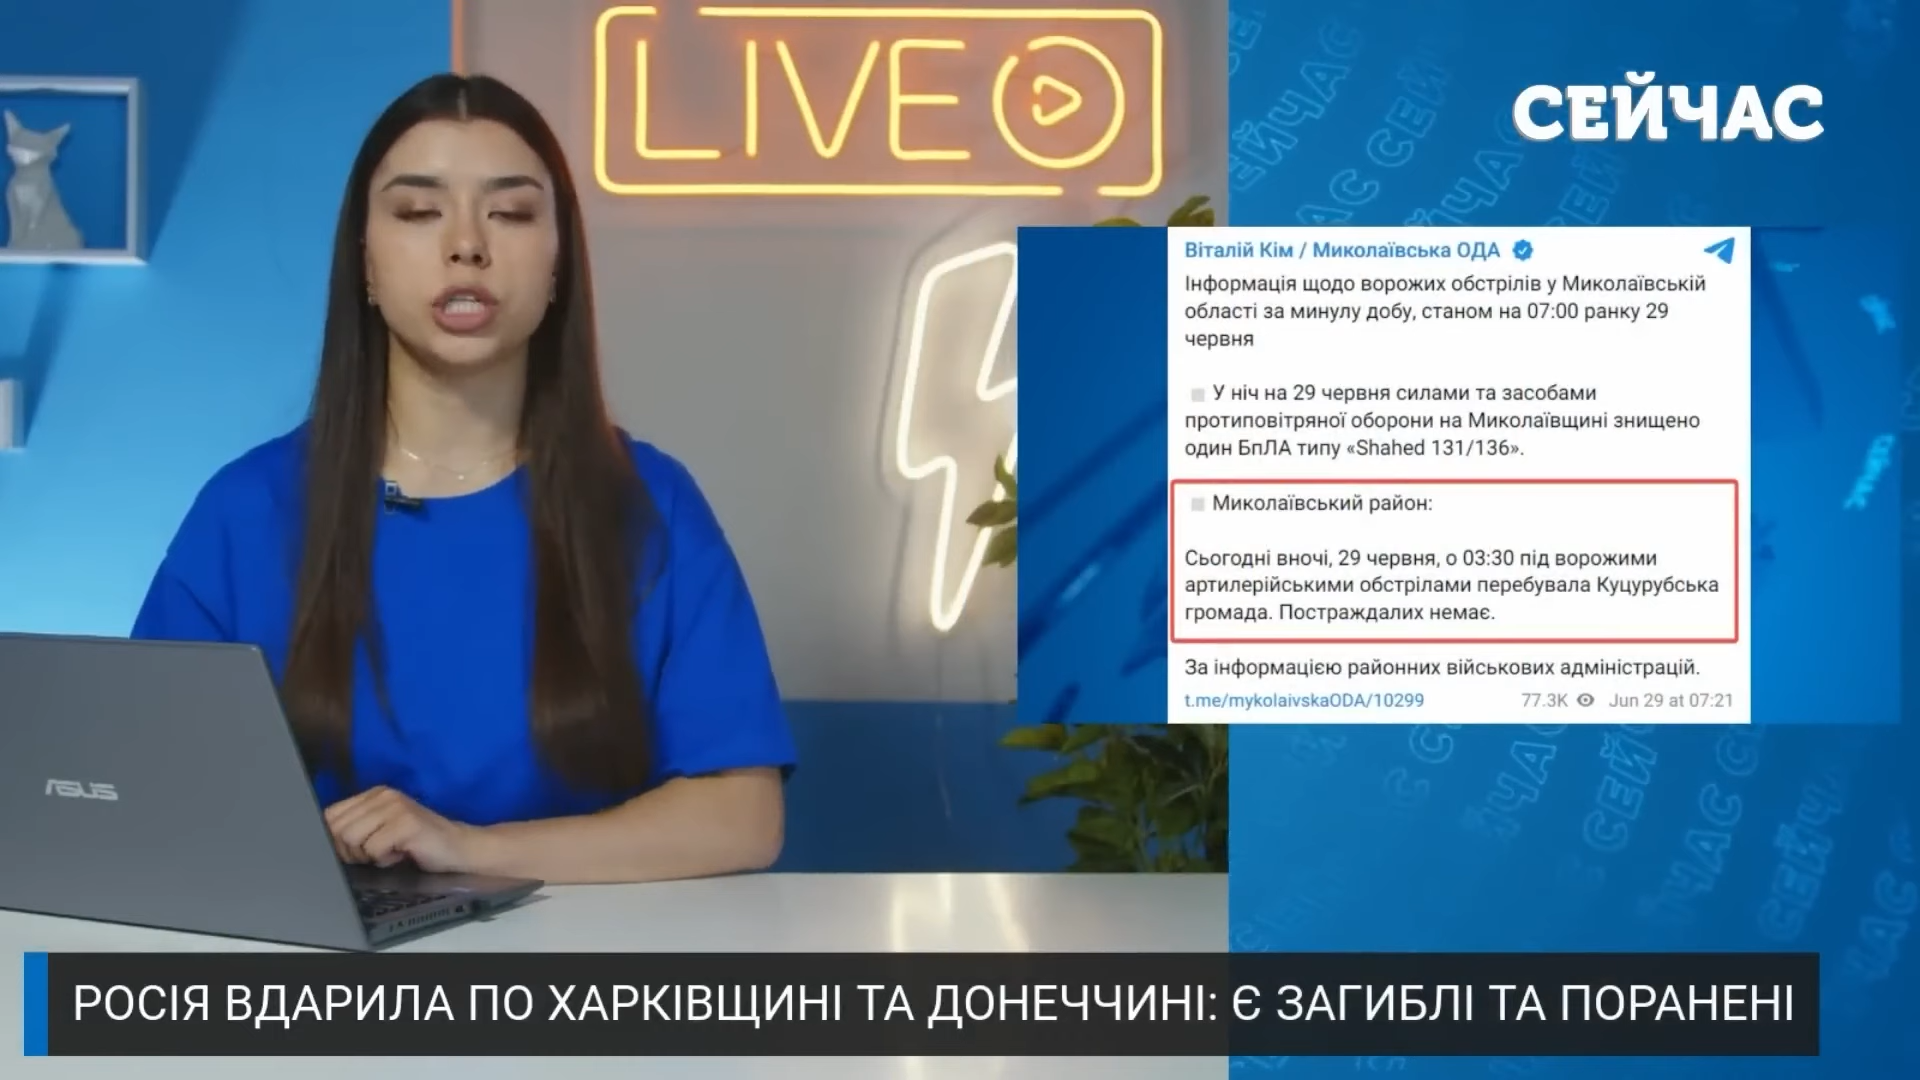 LIVE
СЕЙЧАС
Віталій Кім / Миколаївська ОДА
Інформація щодо ворожих обстрілів у Миколаївській
області за минулу добу, станом на 07:00 ранку 29
червня
У ніч на 29 червня силами та засобами
протиповітряної оборони на Миколаївщині знищено
один БпЛА типу «Shahed 131/136».
Миколаївський район:
Сьогодні вночі, 29 червня, о 03:30 під ворожими
артилерійськими обстрілами перебувала Куцурубська
громада. Постраждалих немає.
За інформацією районних військових адміністрацій.
t.me/mykolaivskaODA/10299 77.3K Jun 29 at 07:21
ASUS
РОСІЯ ВДАРИЛА ПО ХАРКІВЩИНІ ТА ДОНЕЧЧИНІ: Є ЗАГИБЛІ ТА ПОРАНЕНІ